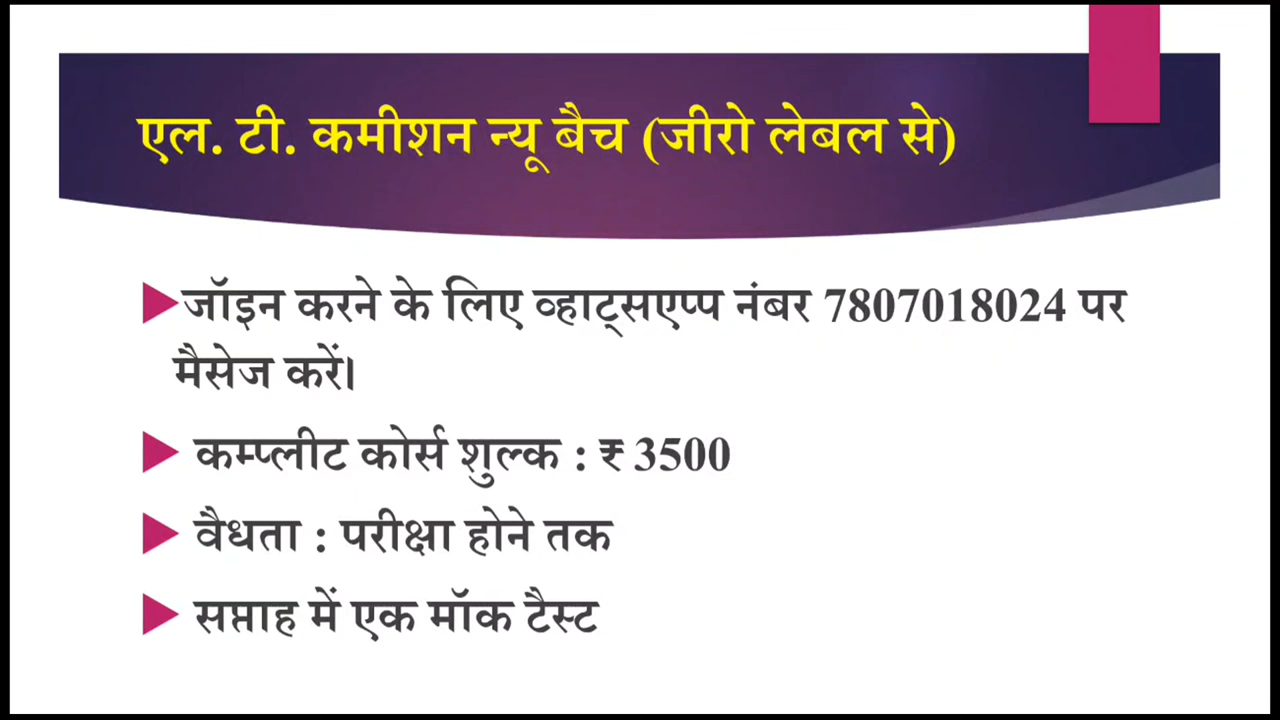 एल. टी. कमीशन न्यू बैच (जीरो लेबल से)
जॉइन करने के लिए व्हाट्सएप्प नंबर 7807018024 पर
मैसेज करें।
कम्प्लीट कोर्स शुल्क : ₹ 3500
वैधता : परीक्षा होने तक
सप्ताह में एक मॉक टैस्ट